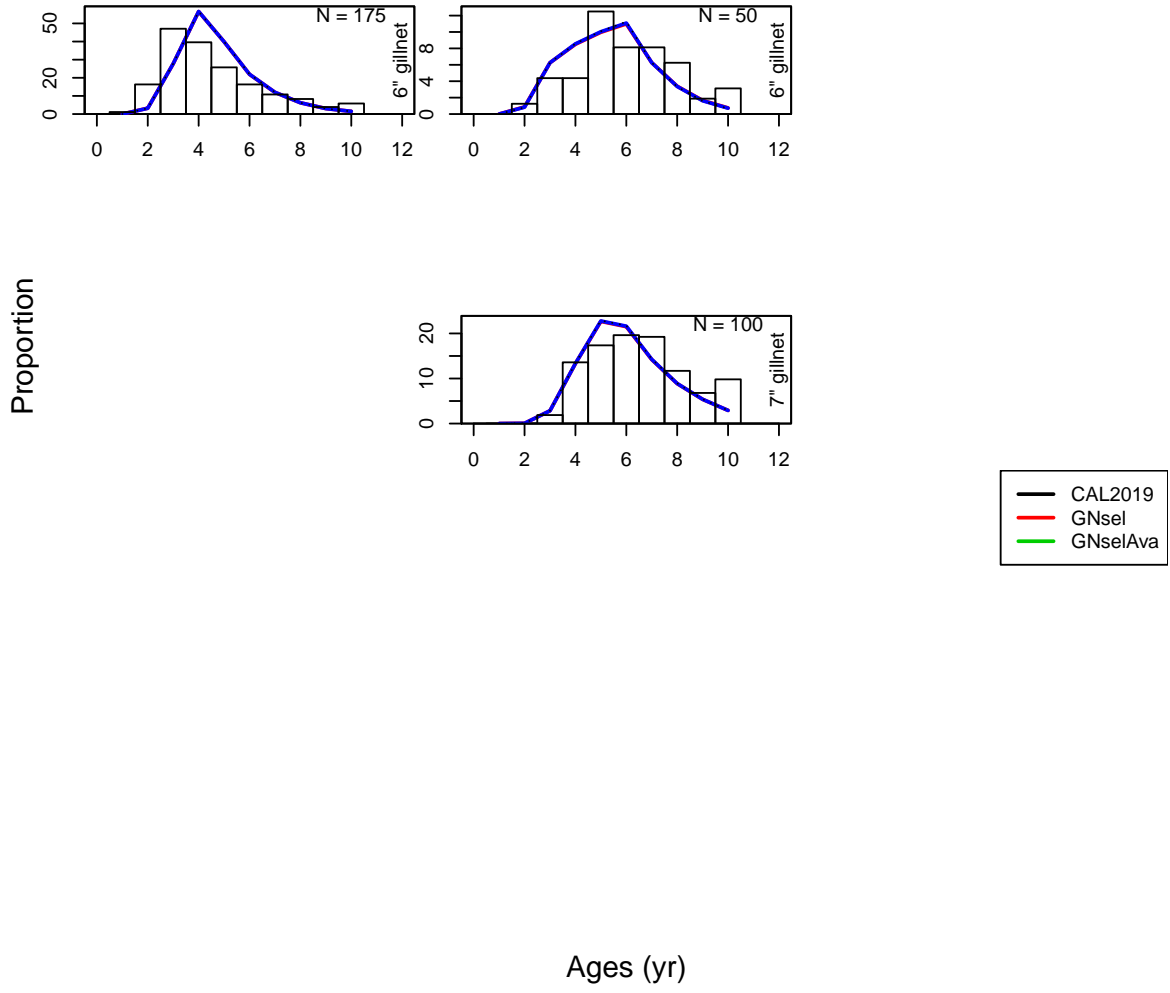 N = 175
6" gillnet
0
20
50
0 2 4 6 8 10 12
N = 50
6" gillnet
0
4
8
0 2 4 6 8 10 12
Proportion
N = 100
7" gillnet
0
10
20
0 2 4 6 8 10 12
CAL2019
GNsel
GNselAva
Ages (yr)